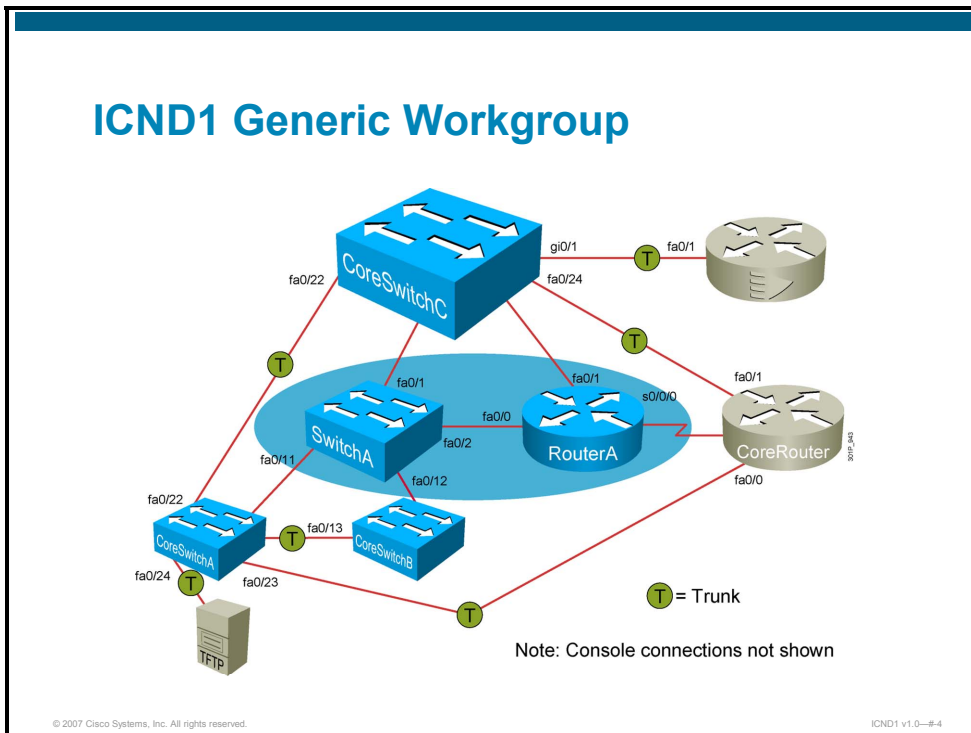 ICND1 Generic Workgroup
gi0/1
T
fa0/1
fa0/22
CoreSwitchC
fa0/24
T
T
fa0/1
fa0/1
fa0/1
s0/0/0
SwitchA
fa0/0
fa0/2
RouterA
CoreRouter
301P_943
fa0/11
fa0/12
fa0/0
fa0/22
CoreSwitchA
T
fa0/13
CoreSwitchB
fa0/24
T
fa0/23
T
T = Trunk
TFTP
Note: Console connections not shown
© 2007 Cisco Systems, Inc. All rights reserved.
ICND1 v1.0—#-4